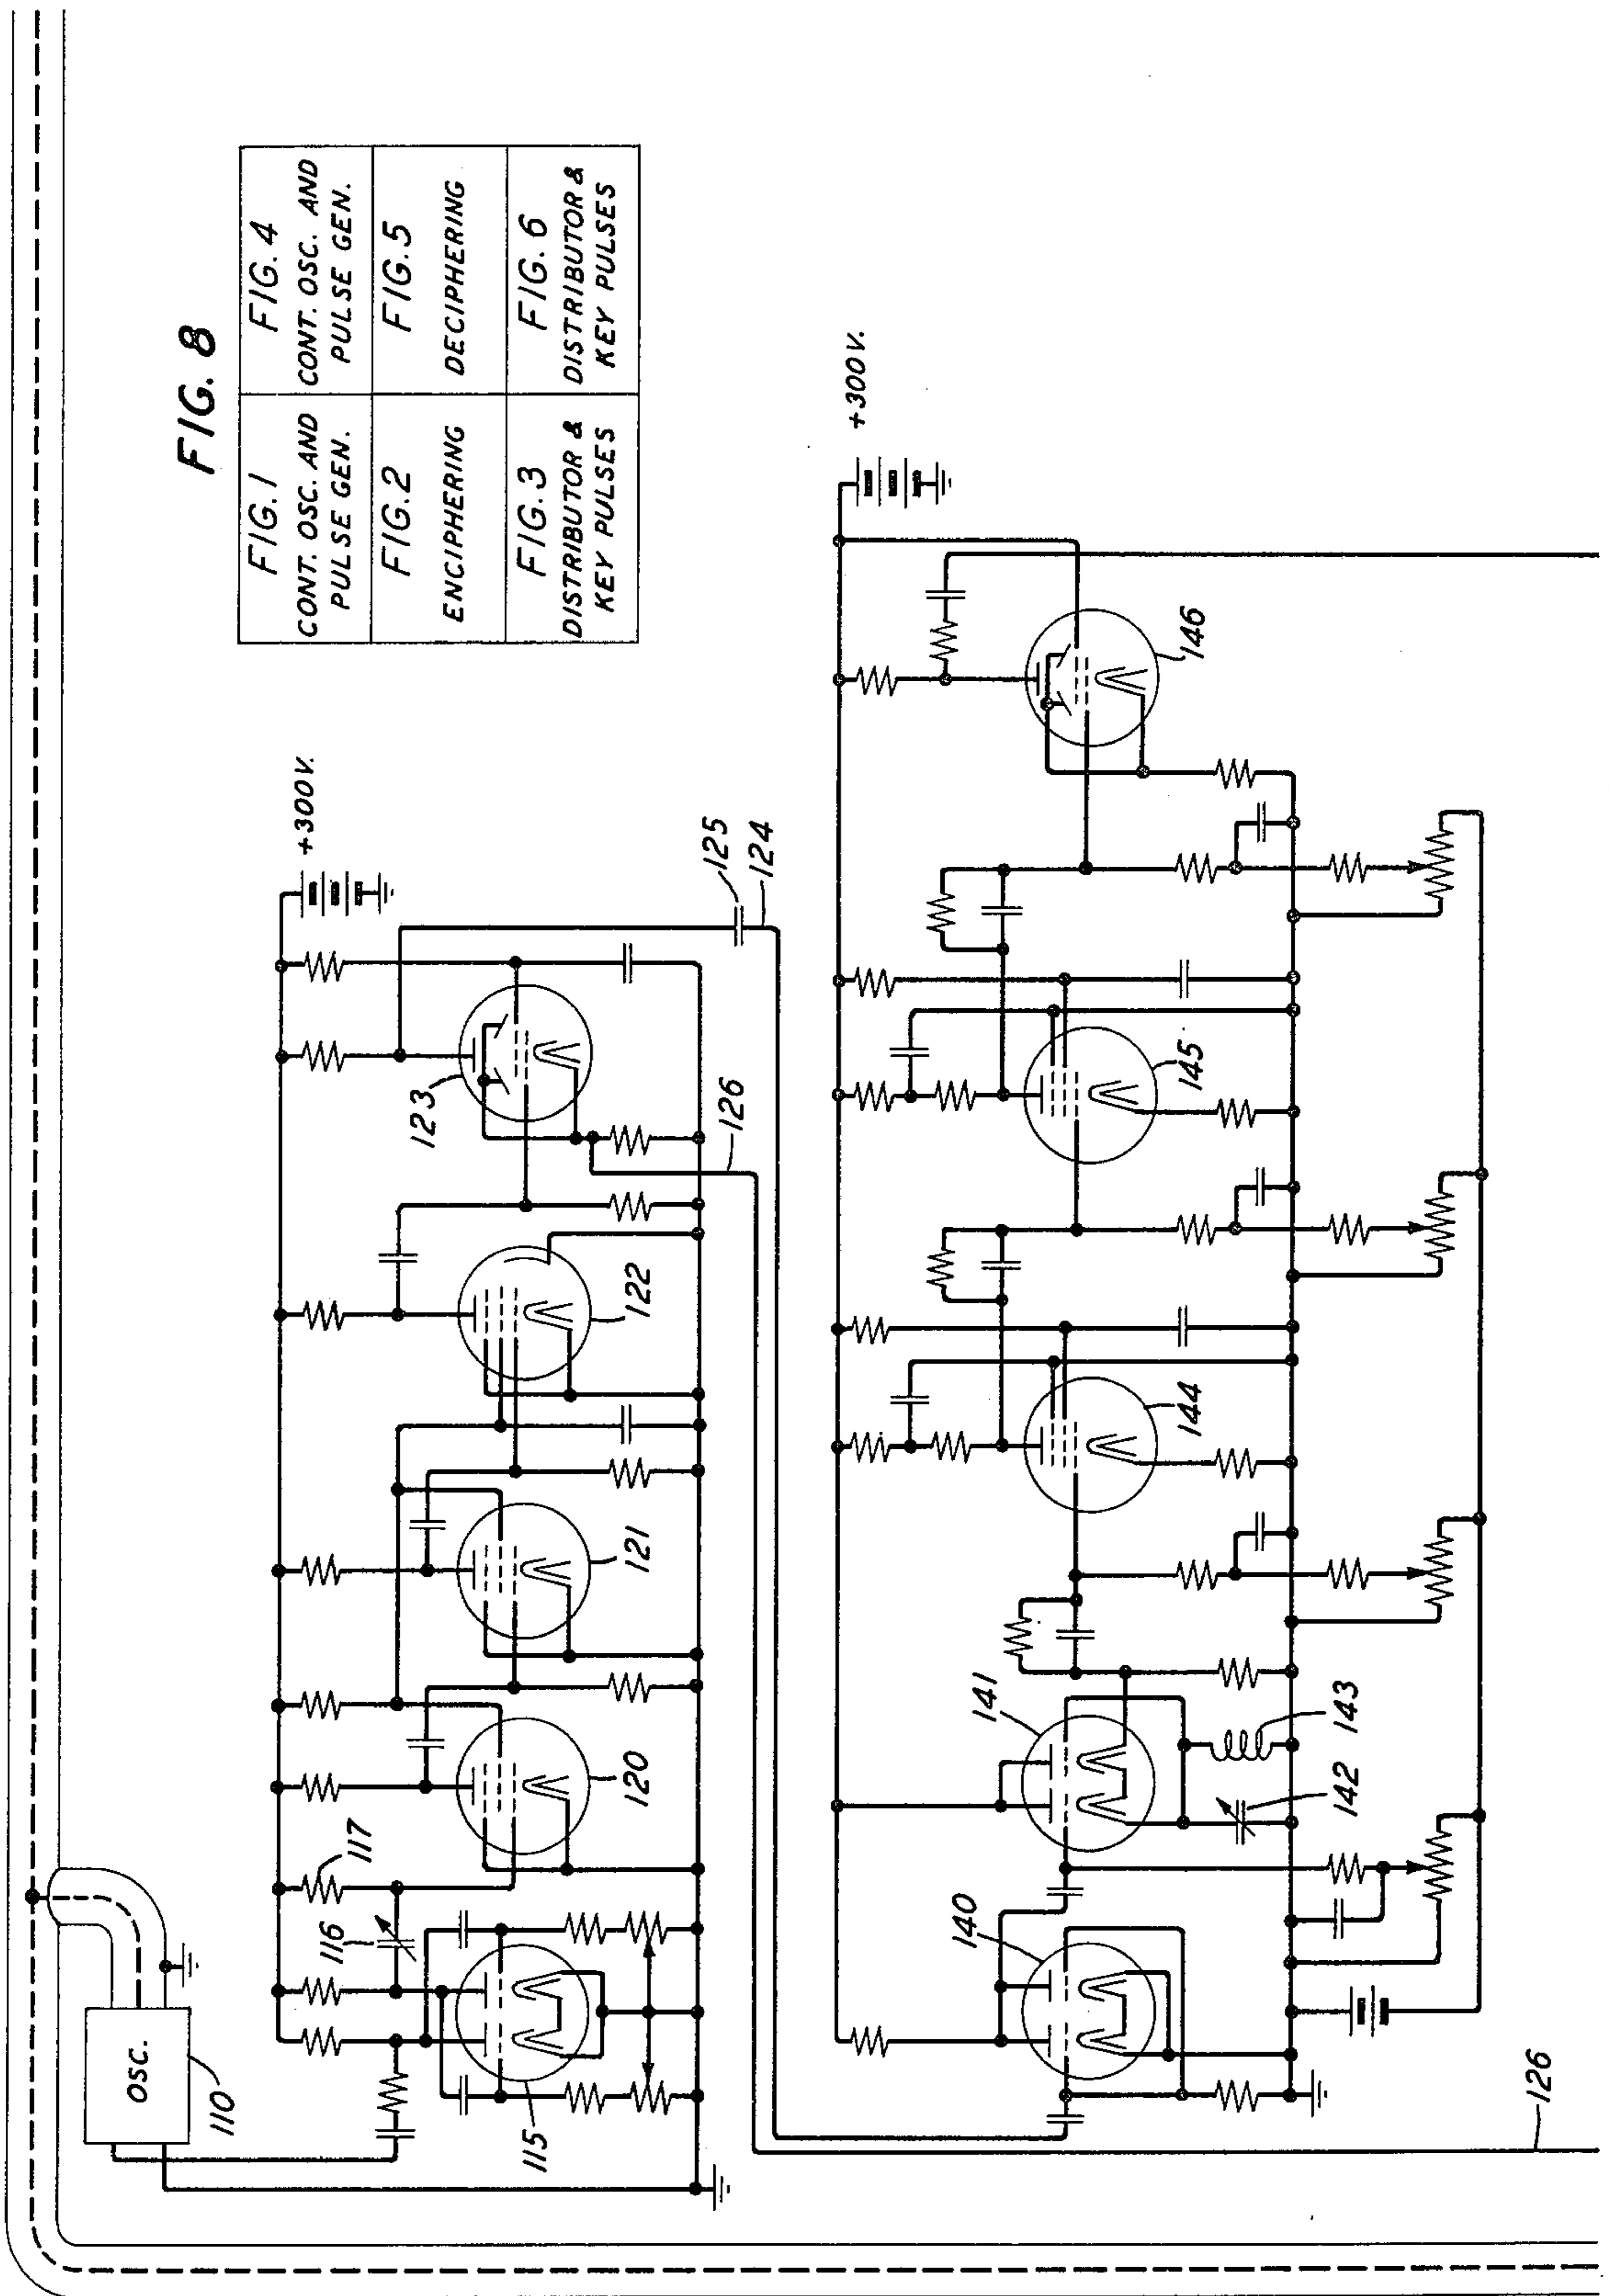 FIG. 8
FIG. 1
CONT. OSC. AND
PULSE GEN.
FIG. 4
CONT. OSC. AND
PULSE GEN.
FIG. 2
ENCIPHERING
FIG. 5
DECIPHERING
FIG. 3
DISTRIBUTOR &
KEY PULSES
FIG. 6
DISTRIBUTOR &
KEY PULSES
OSC.
110
+300V.
115
116
117
120
121
122
123
125
124
126
+300V.
140
141
142
143
144
145
146
126